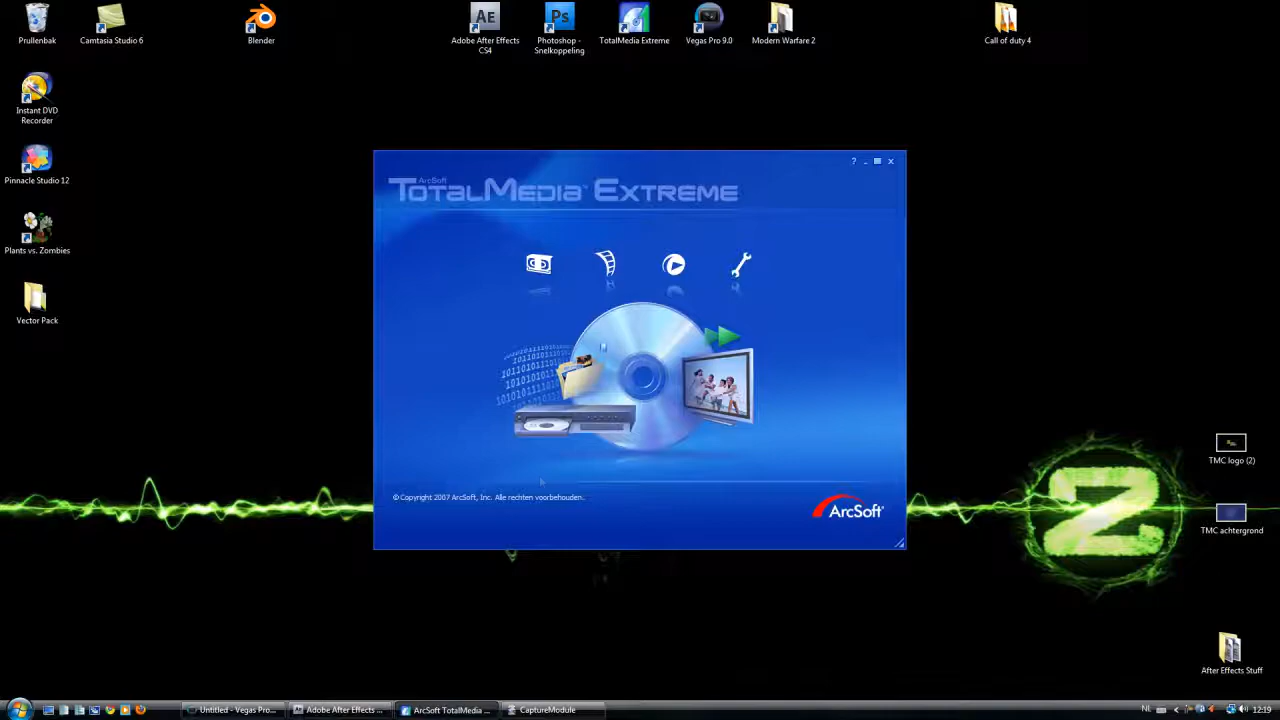 Prullenbak
Camtasia Studio 6
Blender
Adobe After Effects CS4
Photoshop - Snelkoppeling
TotalMedia Extreme
Vegas Pro 9.0
Modern Warfare 2
Call of duty 4
Instant DVD Recorder
Pinnacle Studio 12
Plants vs. Zombies
Vector Pack
ArcSoft
TOTALMEDIA™ EXTREME
© Copyright 2007 ArcSoft, Inc. Alle rechten voorbehouden.
ArcSoft®
TMC logo (2)
TMC achtergrond
After Effects Stuff
Untitled - Vegas Pro...
Adobe After Effects ...
ArcSoft TotalMedia ...
CaptureModule
NL
12:19